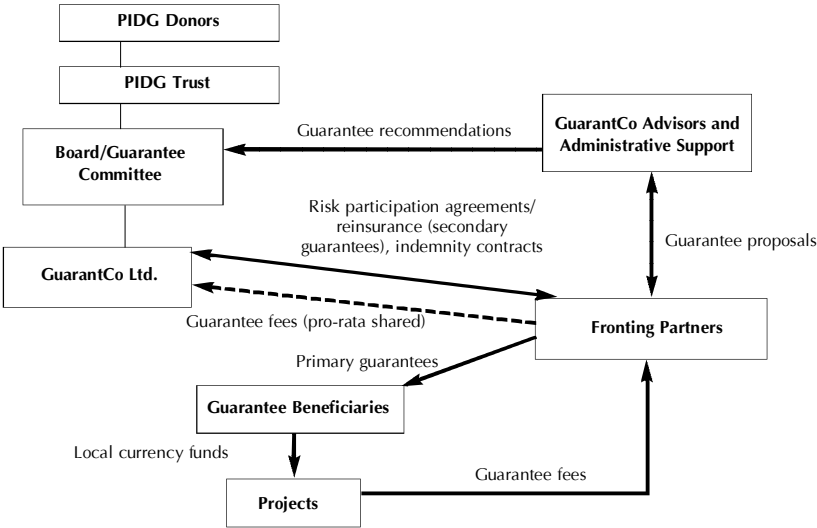 PIDG Donors
PIDG Trust
Board/Guarantee
Committee
Guarantee recommendations
GuarantCo Advisors and
Administrative Support
Risk participation agreements/
reinsurance (secondary
guarantees), indemnity contracts
Guarantee proposals
GuarantCo Ltd.
Guarantee fees (pro-rata shared)
Fronting Partners
Primary guarantees
Guarantee Beneficiaries
Local currency funds
Guarantee fees
Projects